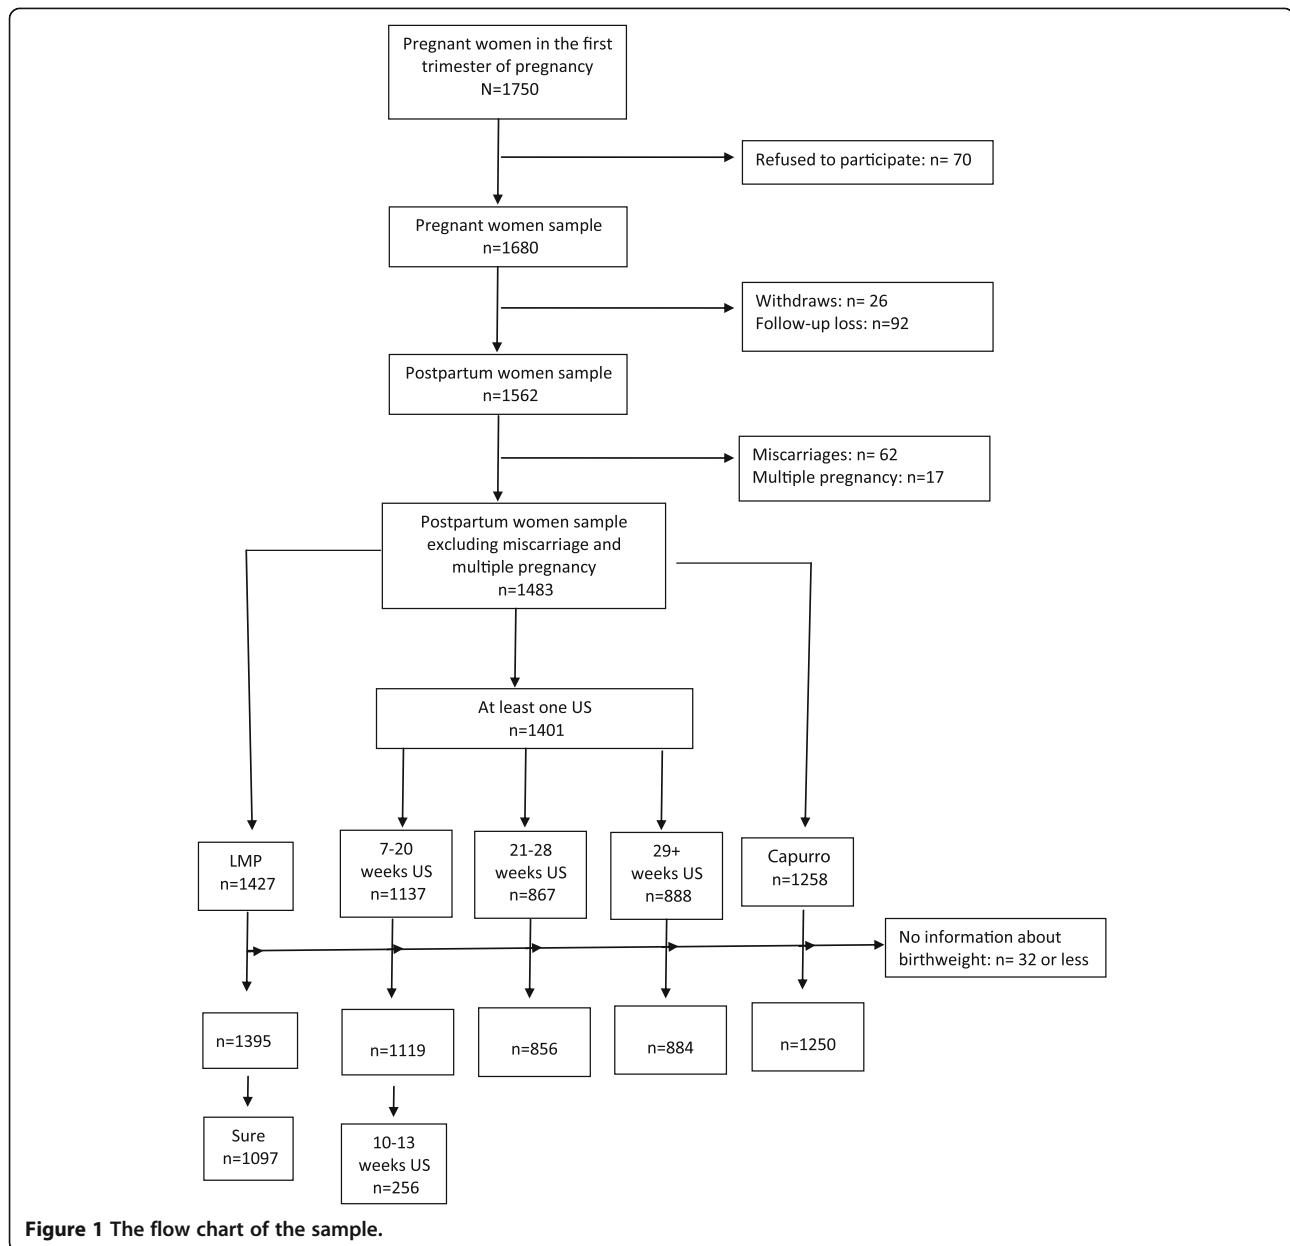 Pregnant women in the first
trimester of pregnancy
N=1750
Refused to participate: n= 70
Pregnant women sample
n=1680
Withdraws: n= 26
Follow-up loss: n=92
Postpartum women sample
n=1562
Miscarriages: n= 62
Multiple pregnancy: n=17
Postpartum women sample
excluding miscarriage and
multiple pregnancy
n=1483
At least one US
n=1401
LMP
n=1427
7-20
weeks US
n=1137
21-28
weeks US
n=867
29+
weeks US
n=888
Capurro
n=1258
No information about
birthweight: n= 32 or less
n=1395
n=1119
n=856
n=884
n=1250
Sure
n=1097
10-13
weeks US
n=256
Figure 1 The flow chart of the sample.